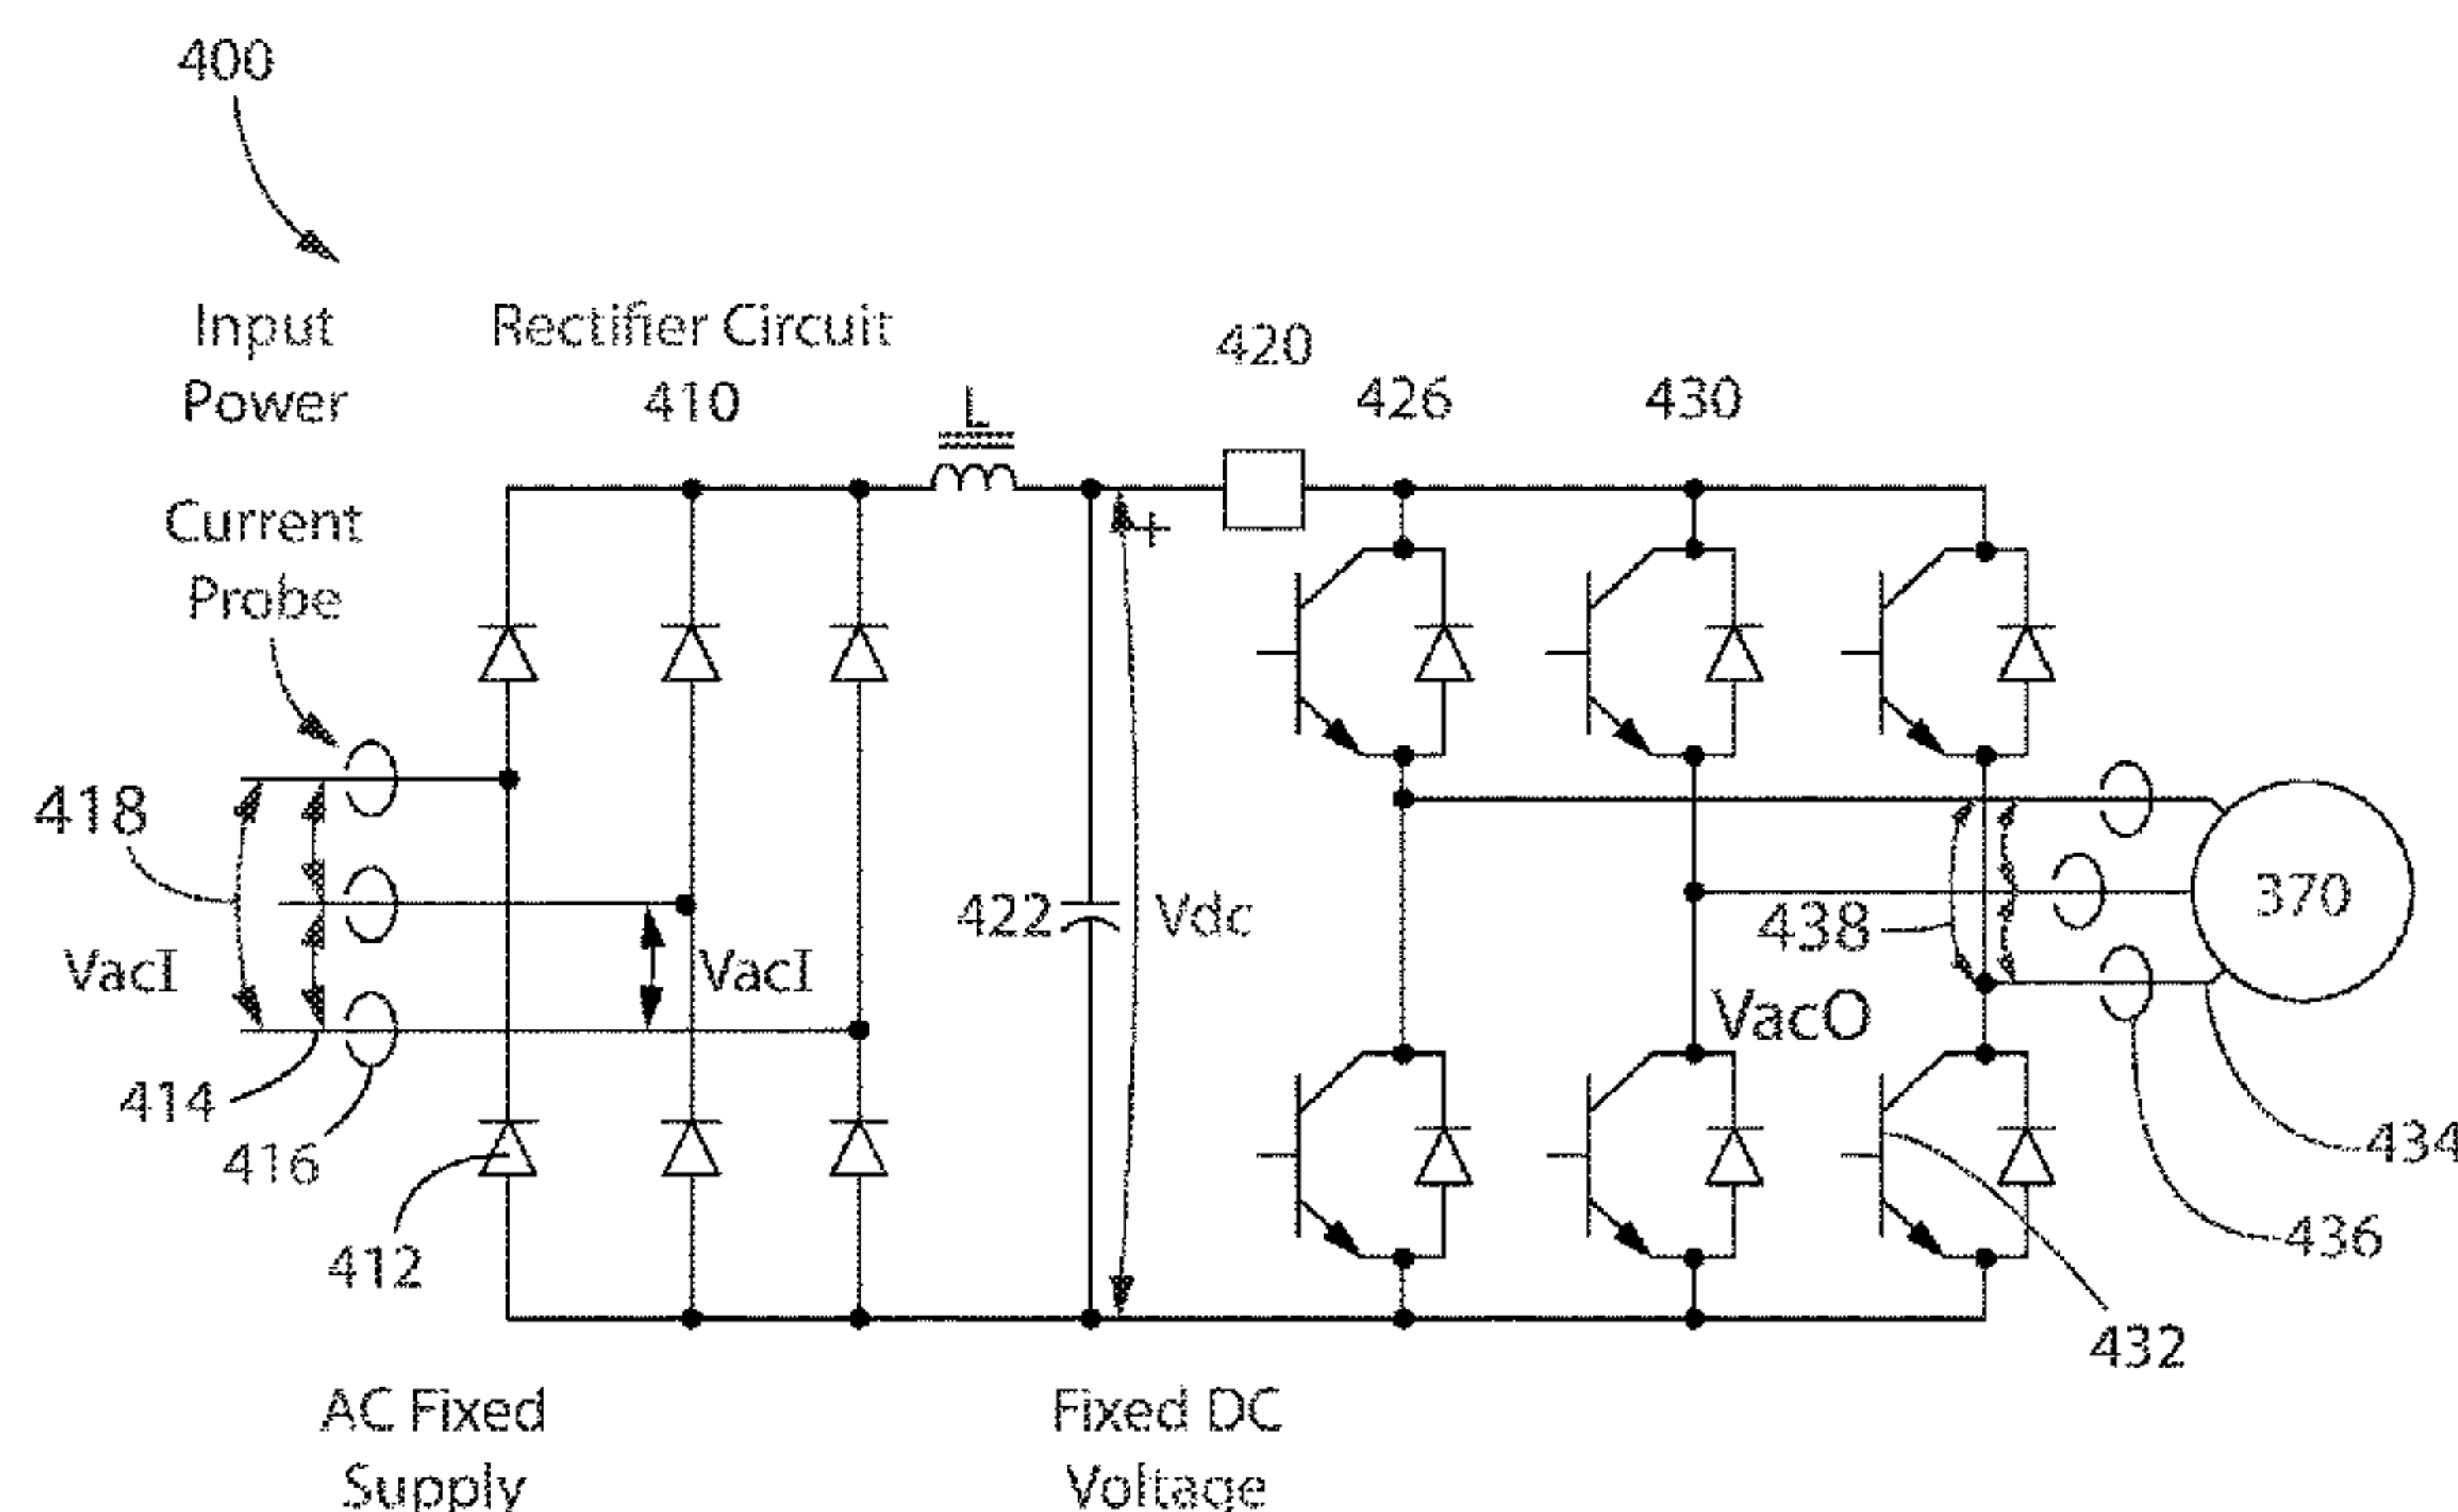 400
Input
Power
Rectifier Circuit
410
L
420
426
430
Current
Probe
+
418
VacI
VacI
422
Vdc
438
VacO
370
414
416
412
434
436
432
AC Fixed
Supply
Fixed DC
Voltage